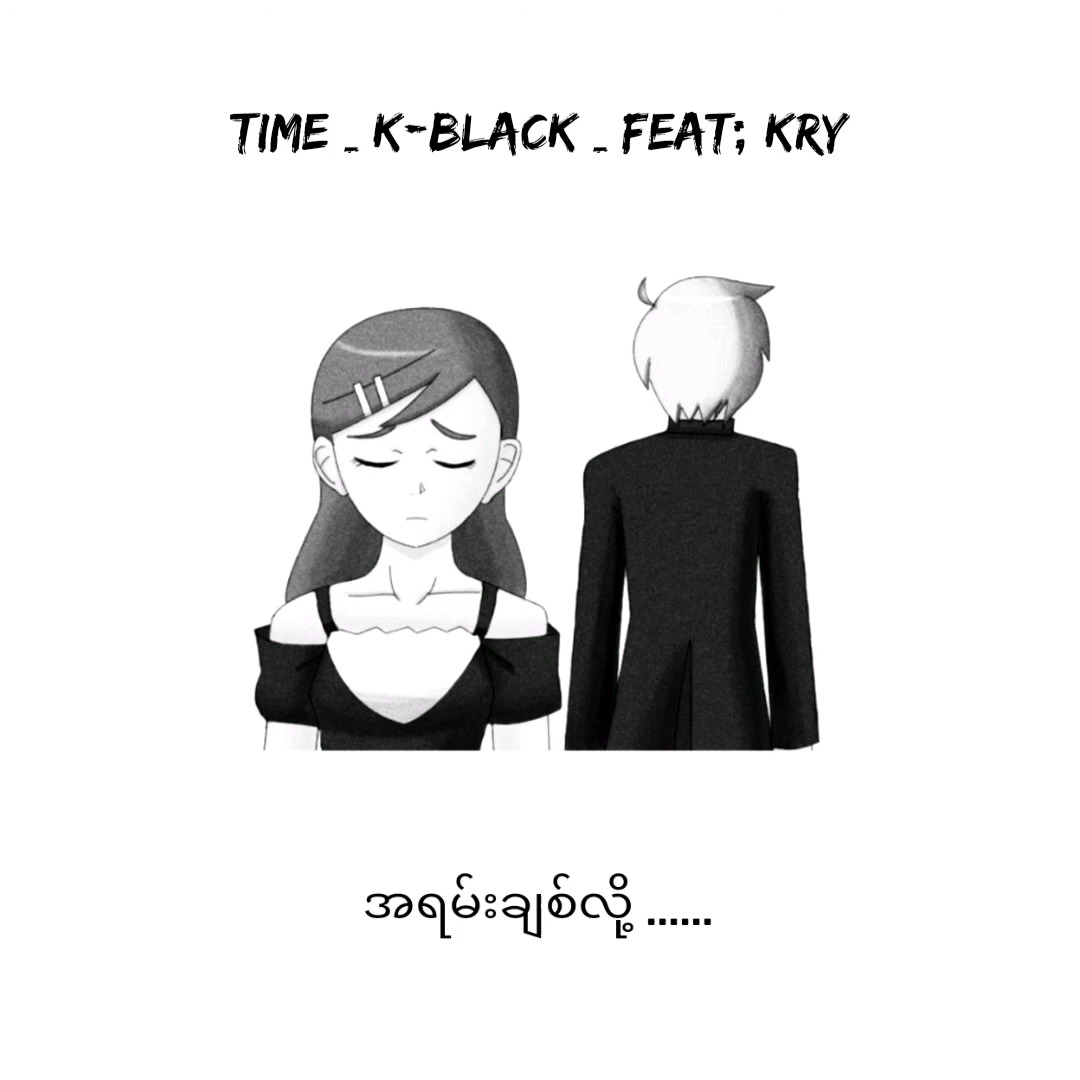 TIME _ K-BLACK _ FEAT; KRY
အရမ်းချစ်လို့ ......